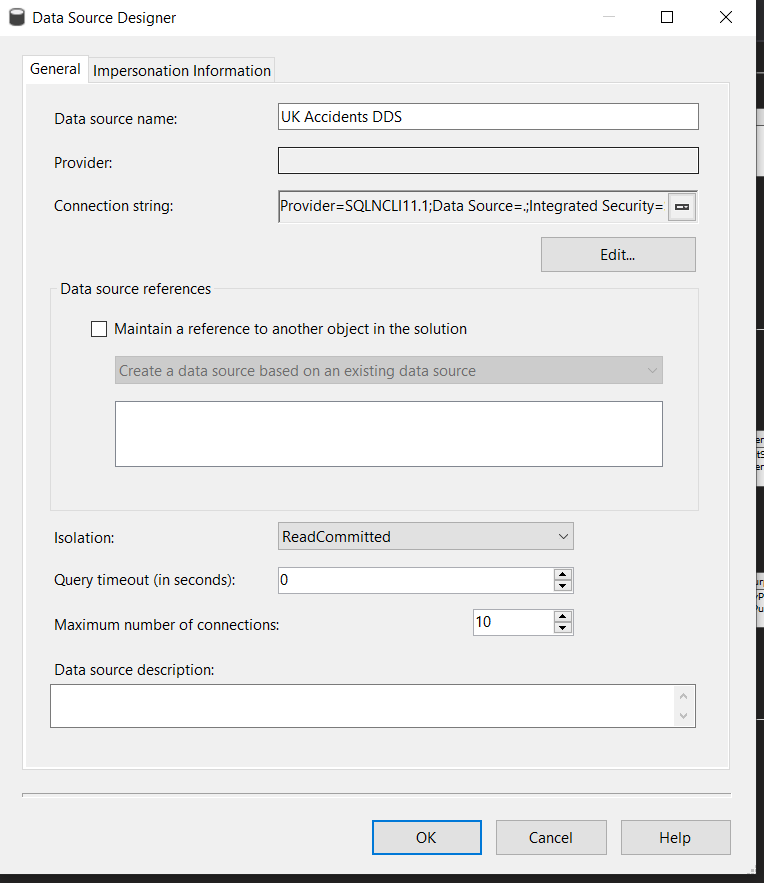 Data Source Designer
General
Impersonation Information
Data source name:
UK Accidents DDS
Provider:
Connection string:
Provider=SQLNCLI11.1;Data Source=.;Integrated Security=
Edit...
Data source references
Maintain a reference to another object in the solution
Create a data source based on an existing data source
Isolation:
ReadCommitted
Query timeout (in seconds):
0
Maximum number of connections:
10
Data source description:
OK
Cancel
Help